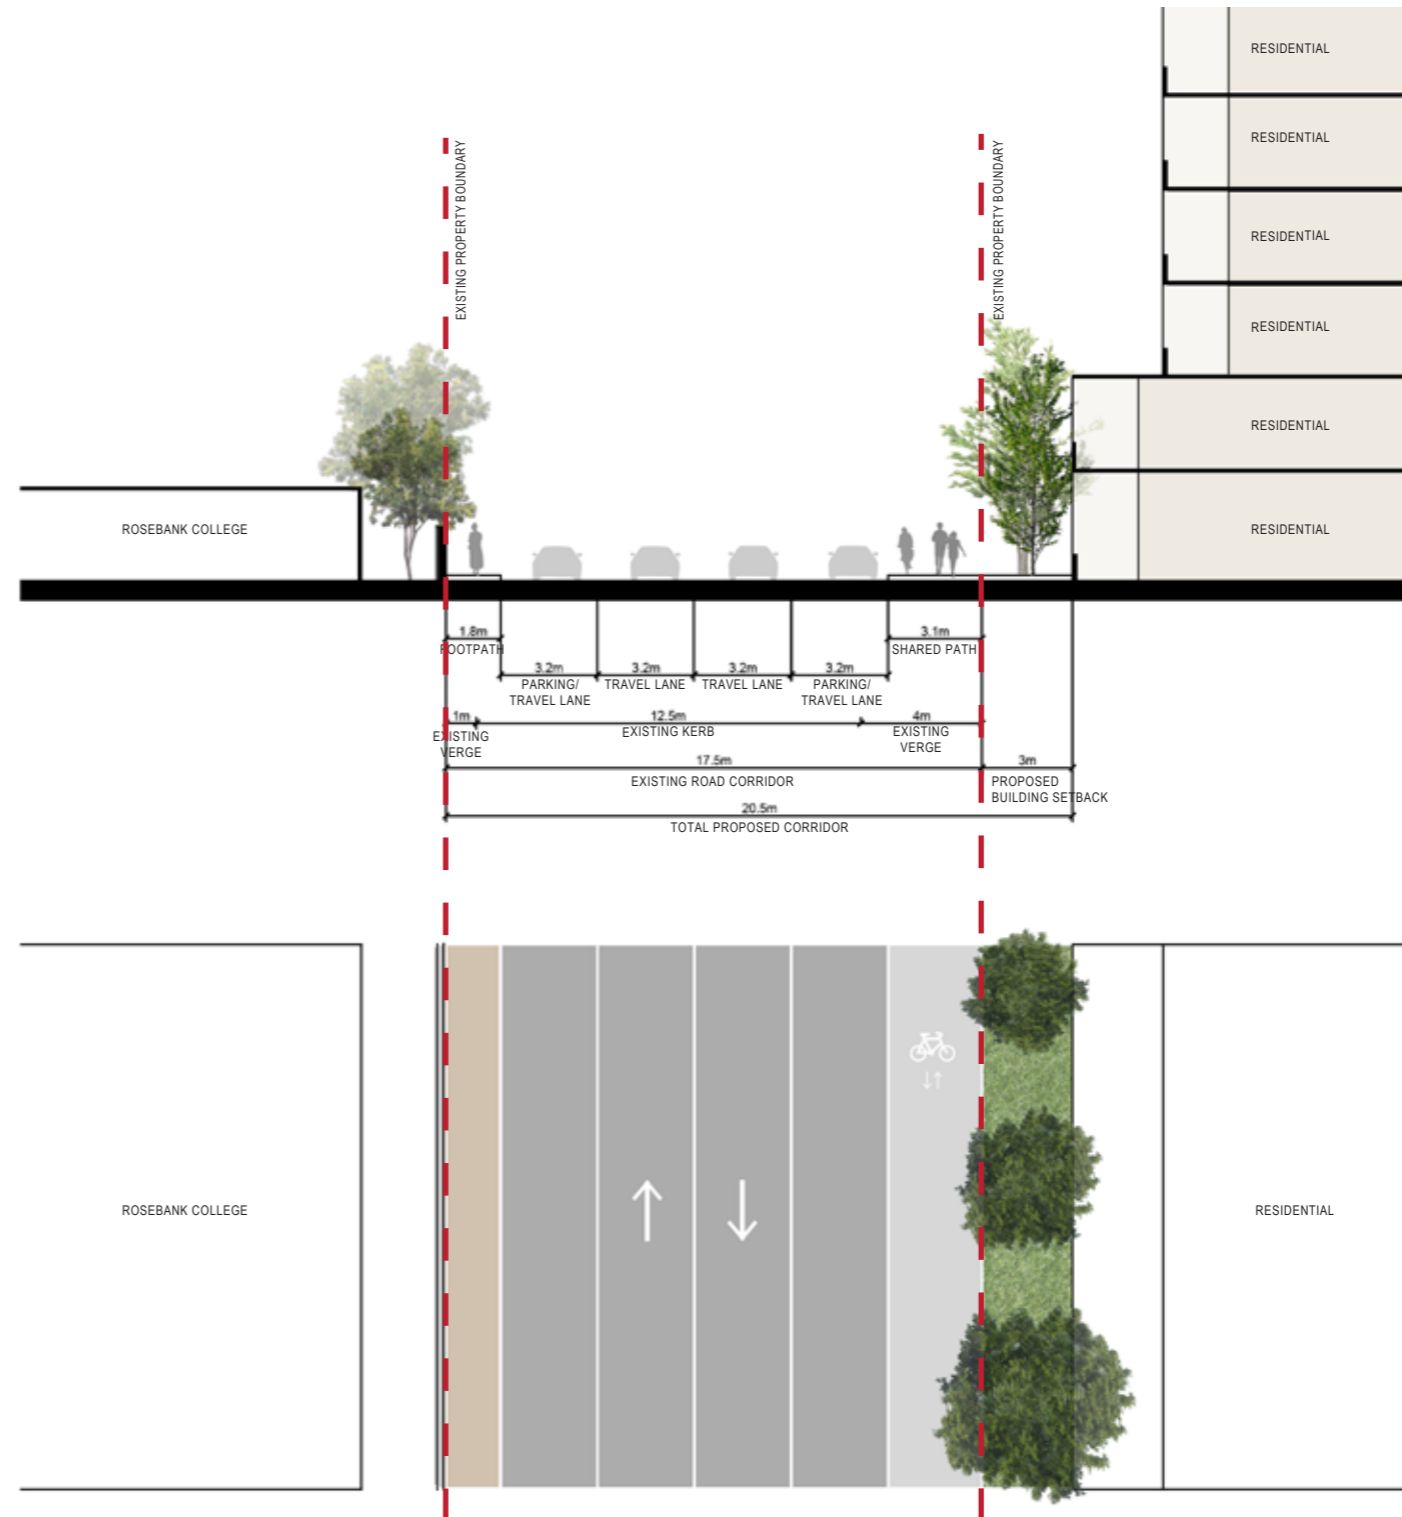 RESIDENTIAL
RESIDENTIAL
EXISTING PROPERTY BOUNDARY
EXISTING PROPERTY BOUNDARY
RESIDENTIAL
RESIDENTIAL
RESIDENTIAL
ROSEBANK COLLEGE
RESIDENTIAL
1.8m
FOOTPATH
3.1m
SHARED PATH
3.2m
PARKING/
TRAVEL LANE
3.2m
TRAVEL LANE
3.2m
TRAVEL LANE
3.2m
PARKING/
TRAVEL LANE
1m
EXISTING
VERGE
12.5m
EXISTING KERB
4m
EXISTING
VERGE
17.5m
EXISTING ROAD CORRIDOR
3m
PROPOSED
BUILDING SETBACK
20.5m
TOTAL PROPOSED CORRIDOR
ROSEBANK COLLEGE
RESIDENTIAL